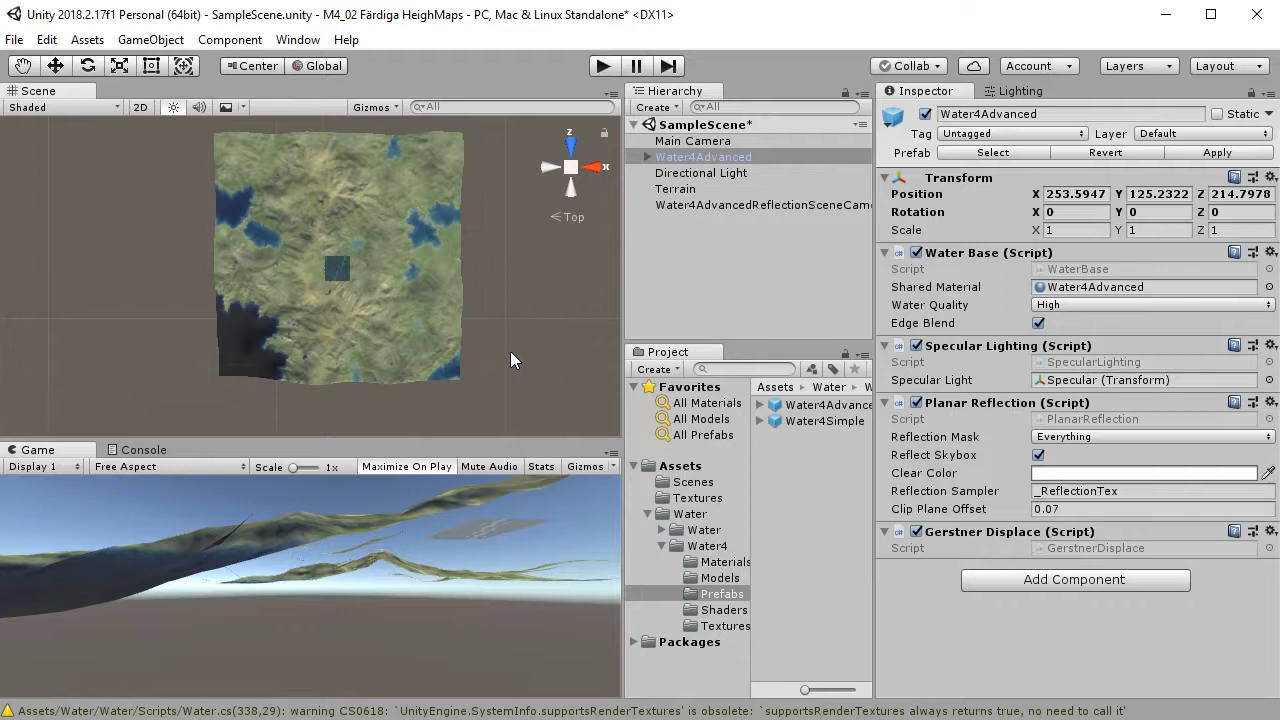 Unity 2018.2.17f1 Personal (64bit) - SampleScene.unity - M4_02 Färdiga HeighMaps - PC, Mac & Linux Standalone* <DX11>
File Edit Assets GameObject Component Window Help
Center Global Collab Account Layers Layout
Scene
Shaded 2D Gizmos All
z
x
Top
Game Console
Display 1 Free Aspect Scale 1x Maximize On Play Mute Audio Stats Gizmos
Hierarchy
Create All
SampleScene*
Main Camera
Water4Advanced
Directional Light
Terrain
Water4AdvancedReflectionSceneCam
Project
Create
Favorites
All Materials
All Models
All Prefabs
Assets
Scenes
Textures
Water
Water
Water4
Materials
Models
Prefabs
Shaders
Textures
Packages
Assets Water W
Water4Advance
Water4Simple
Inspector Lighting
Water4Advanced Static
Tag Untagged Layer Default
Prefab Select Revert Apply
Transform
Position X 253.5947 Y 125.2322 Z 214.7978
Rotation X 0 Y 0 Z 0
Scale X 1 Y 1 Z 1
Water Base (Script)
Script WaterBase
Shared Material Water4Advanced
Water Quality High
Edge Blend
Specular Lighting (Script)
Script SpecularLighting
Specular Light Specular (Transform)
Planar Reflection (Script)
Script PlanarReflection
Reflection Mask Everything
Reflect Skybox
Clear Color
Reflection Sampler _ReflectionTex
Clip Plane Offset 0.07
Gerstner Displace (Script)
Script GerstnerDisplace
Add Component
Assets/Water/Water/Scripts/Water.cs(338,29): warning CS0618: `UnityEngine.SystemInfo.supportsRenderTextures' is obsolete: `supportsRenderTextures always returns true, no need to call it'